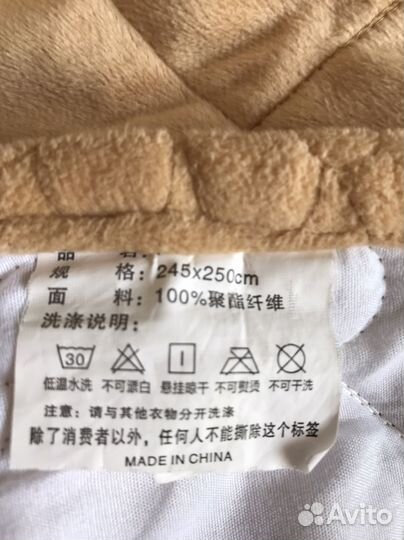 品 名:
规 格:245x250cm
面 料:100%聚酯纤维
洗涤说明:
30
低温水洗 不可漂白 悬挂晾干 不可熨烫 不可干洗
注意:请与其他衣物分开洗涤
除了消费者以外,任何人不能撕除这个标签
MADE IN CHINA
Avito